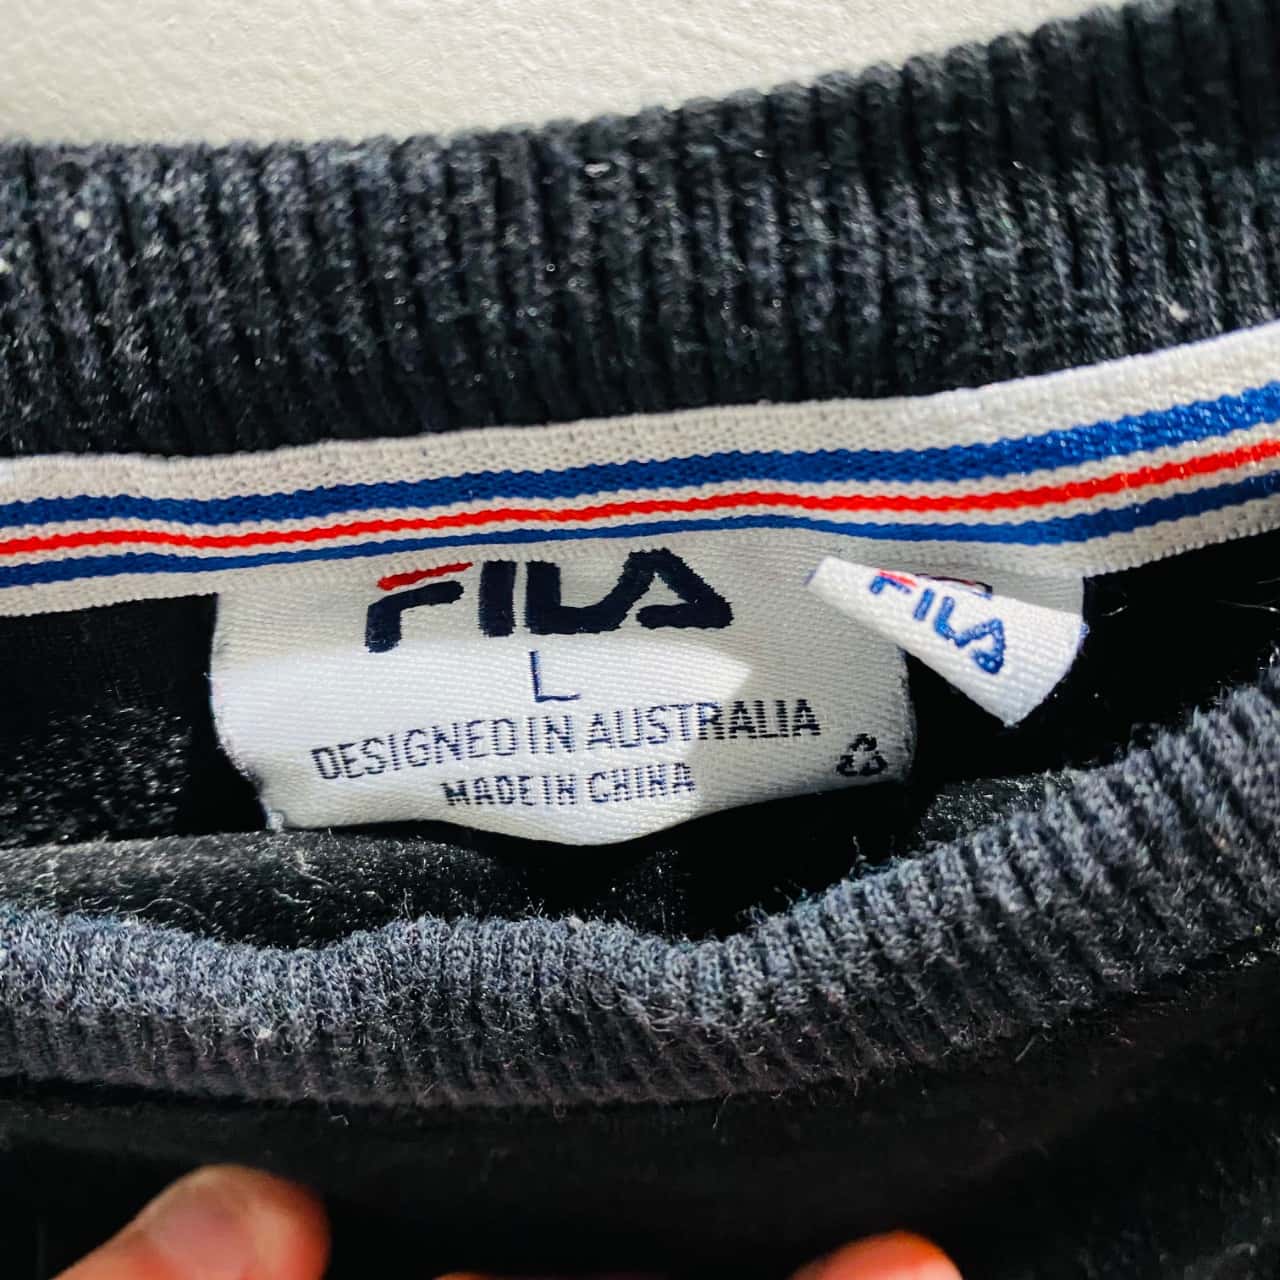 FILA
L
DESIGNED IN AUSTRALIA
MADE IN CHINA
FILA